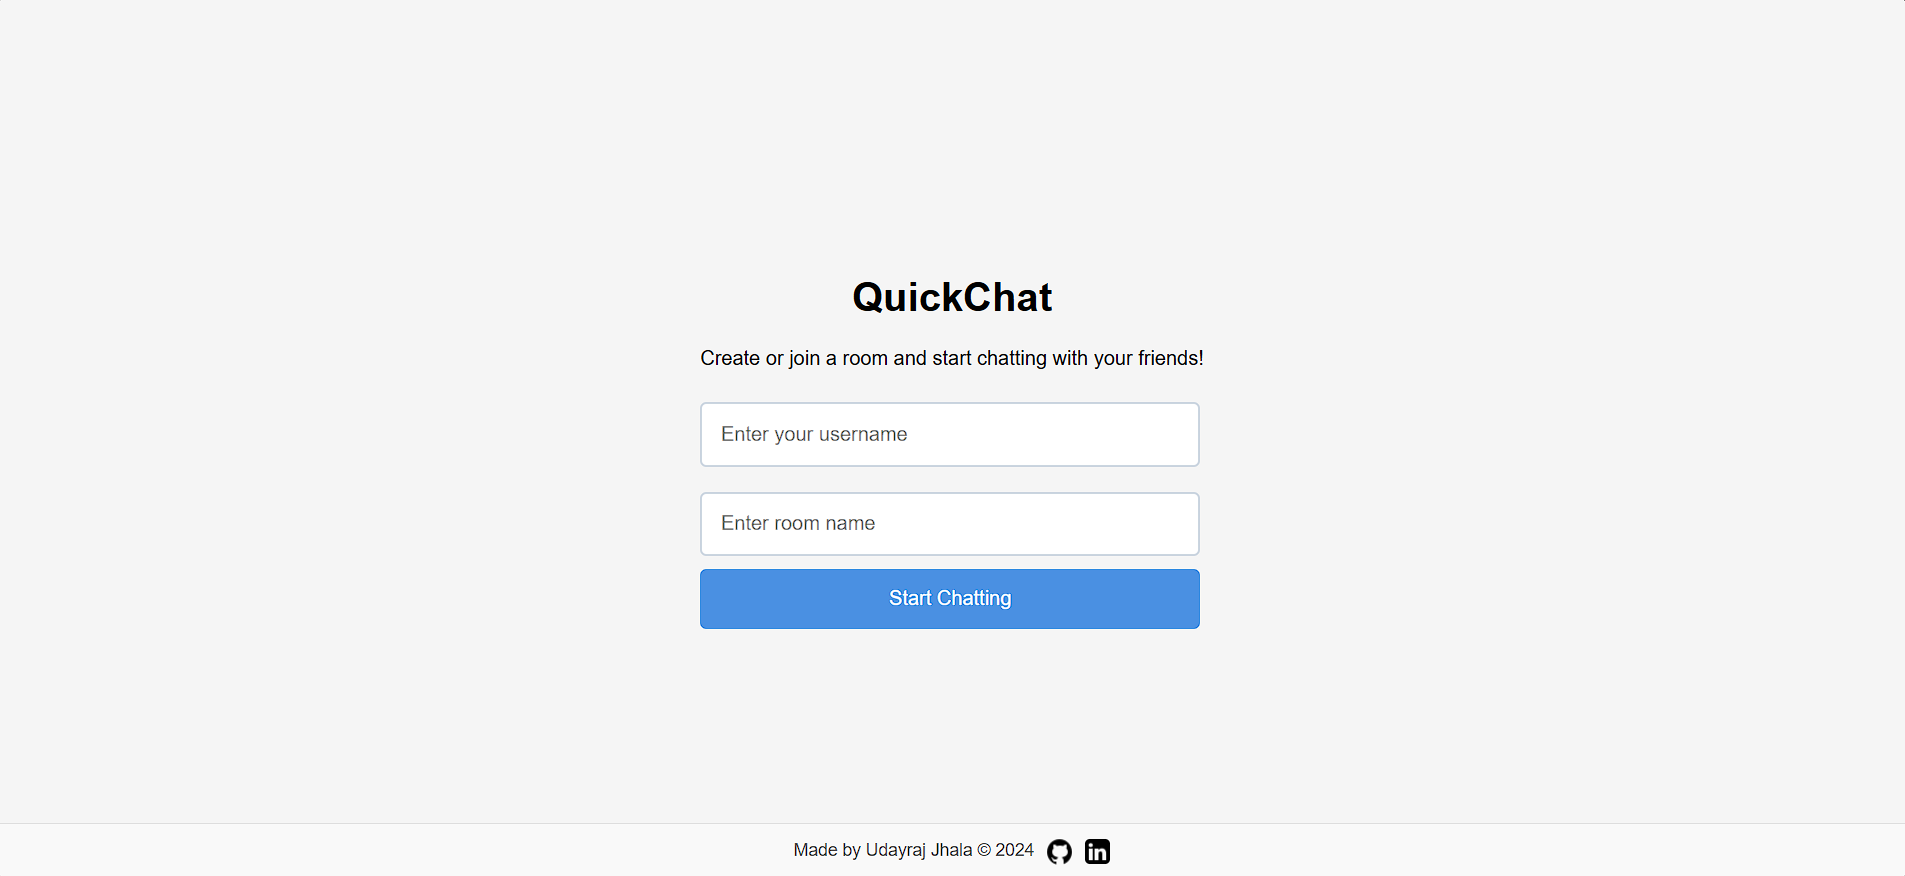 QuickChat
Create or join a room and start chatting with your friends!
Enter your username
Enter room name
Start Chatting
Made by Udayraj Jhala © 2024
in